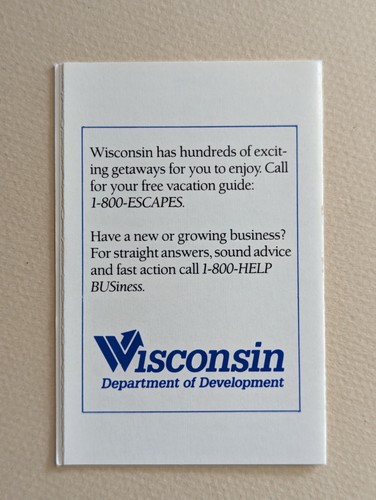 Wisconsin has hundreds of excit-
ing getaways for you to enjoy. Call
for your free vacation guide:
1-800-ESCAPES.
Have a new or growing business?
For straight answers, sound advice
and fast action call 1-800-HELP
BUSiness.
Wisconsin
Department of Development